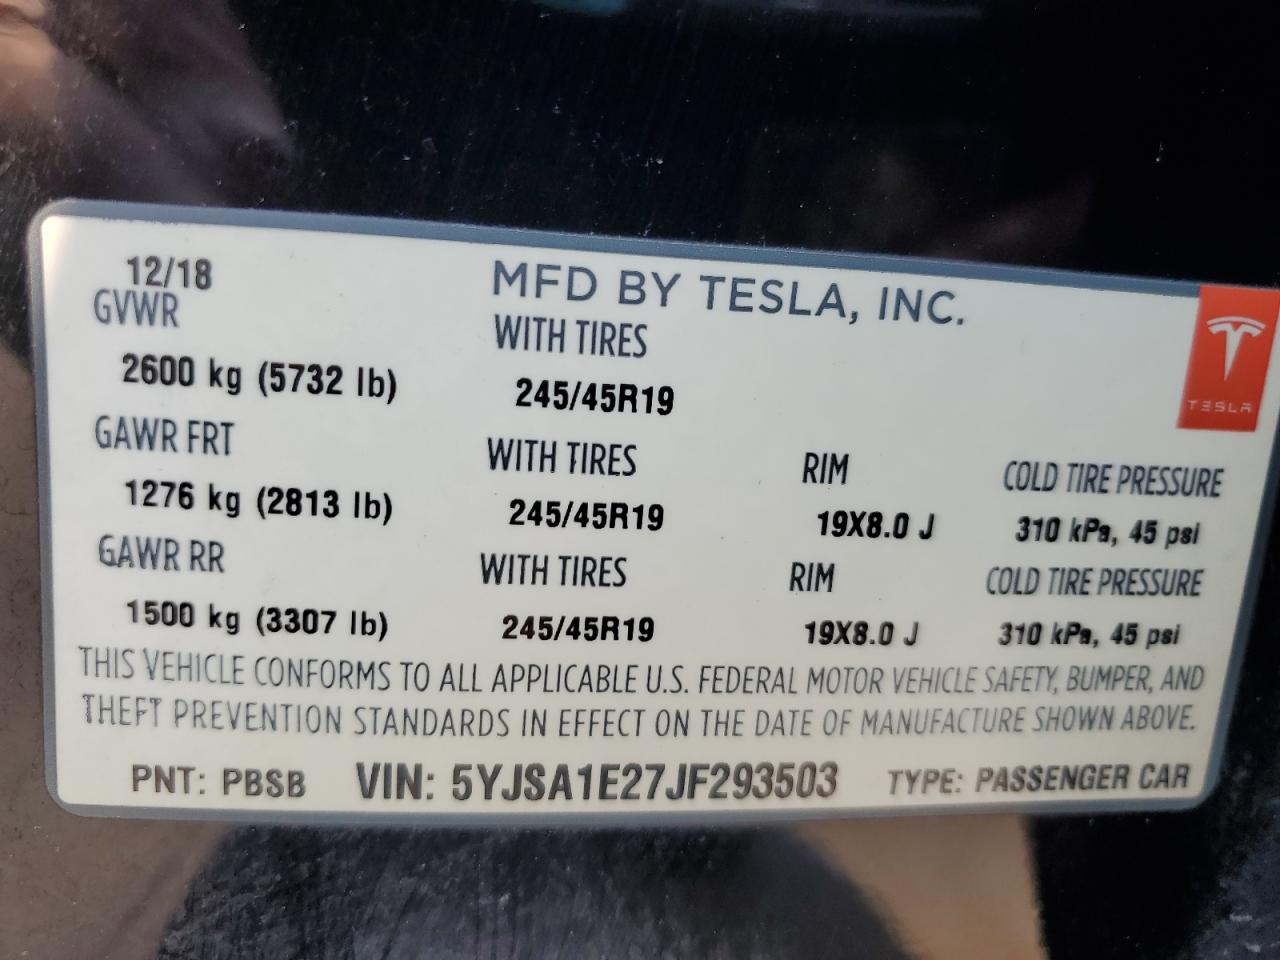 12/18 MFD BY TESLA, INC.
GVWR WITH TIRES
2600 kg (5732 lb) 245/45R19
TESLA
GAWR FRT WITH TIRES RIM COLD TIRE PRESSURE
1276 kg (2813 lb) 245/45R19 19X8.0 J 310 kPa, 45 psi
GAWR RR WITH TIRES RIM COLD TIRE PRESSURE
1500 kg (3307 lb) 245/45R19 19X8.0 J 310 kPa, 45 psi
THIS VEHICLE CONFORMS TO ALL APPLICABLE U.S. FEDERAL MOTOR VEHICLE SAFETY, BUMPER, AND
THEFT PREVENTION STANDARDS IN EFFECT ON THE DATE OF MANUFACTURE SHOWN ABOVE.
PNT: PBSB VIN: 5YJSA1E27JF293503 TYPE: PASSENGER CAR